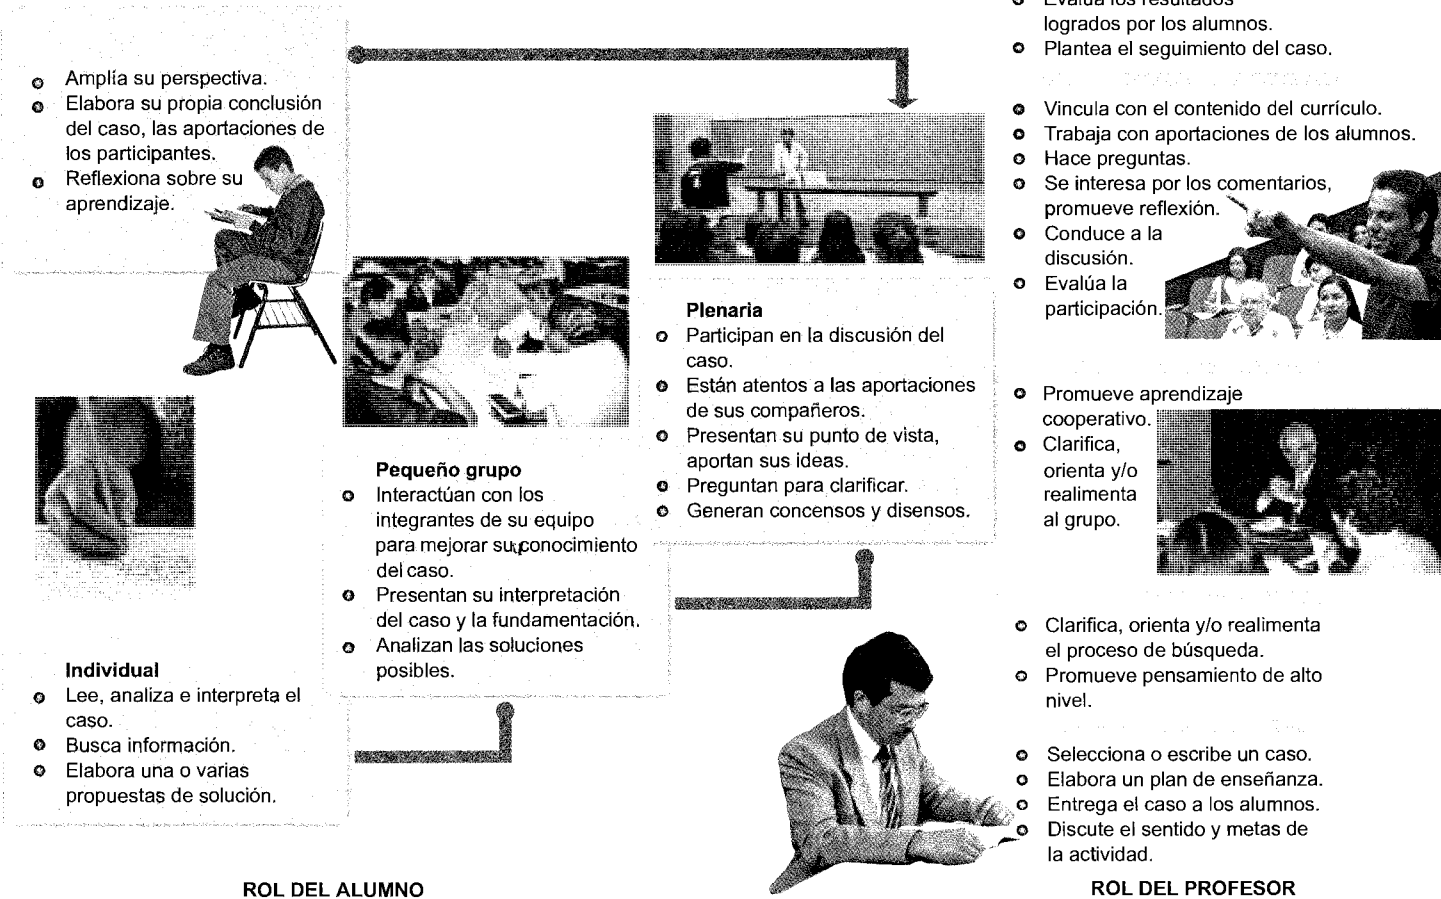 Amplía su perspectiva.
Elabora su propia conclusión
del caso, las aportaciones de
los participantes.
Reflexiona sobre su
aprendizaje.
Individual
Lee, analiza e interpreta el
caso.
Busca información.
Elabora una o varias
propuestas de solución.
Pequeño grupo
Interactúan con los
integrantes de su equipo
para mejorar su conocimiento
del caso.
Presentan su interpretación
del caso y la fundamentación.
Analizan las soluciones
posibles.
Plenaria
Participan en la discusión del
caso.
Están atentos a las aportaciones
de sus compañeros.
Presentan su punto de vista,
aportan sus ideas.
Preguntan para clarificar.
Generan concensos y disensos.
ROL DEL ALUMNO
Evalúa los resultados
logrados por los alumnos.
Plantea el seguimiento del caso.
Vincula con el contenido del currículo.
Trabaja con aportaciones de los alumnos.
Hace preguntas.
Se interesa por los comentarios,
promueve reflexión.
Conduce a la
discusión.
Evalúa la
participación.
Promueve aprendizaje
cooperativo.
Clarifica,
orienta y/o
realimenta
al grupo.
Clarifica, orienta y/o realimenta
el proceso de búsqueda.
Promueve pensamiento de alto
nivel.
Selecciona o escribe un caso.
Elabora un plan de enseñanza.
Entrega el caso a los alumnos.
Discute el sentido y metas de
la actividad.
ROL DEL PROFESOR